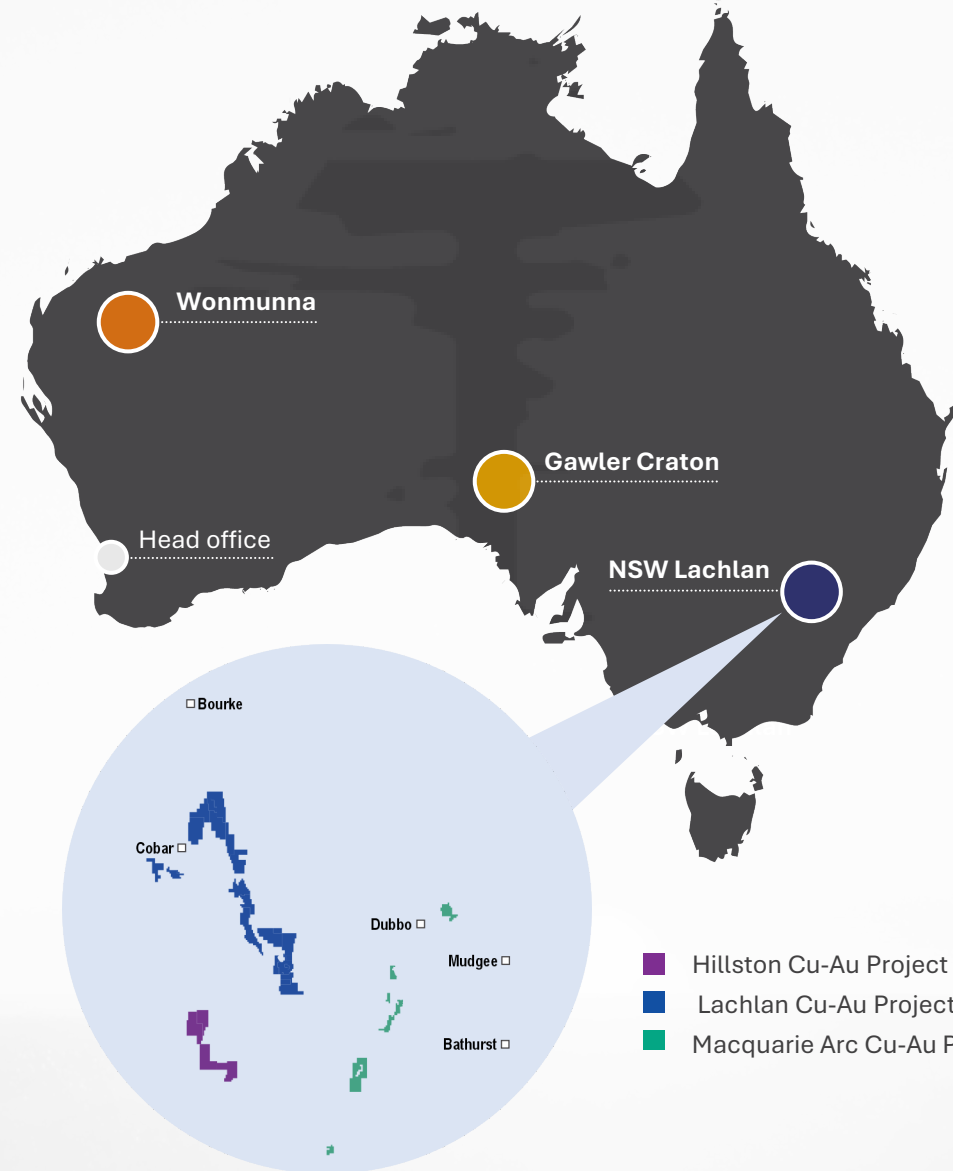 Wonmunna
Gawler Craton
Head office
NSW Lachlan
Bourke
Cobar
Dubbo
Mudgee
Bathurst
Hillston Cu-Au Project
Lachlan Cu-Au Project
Macquarie Arc Cu-Au P